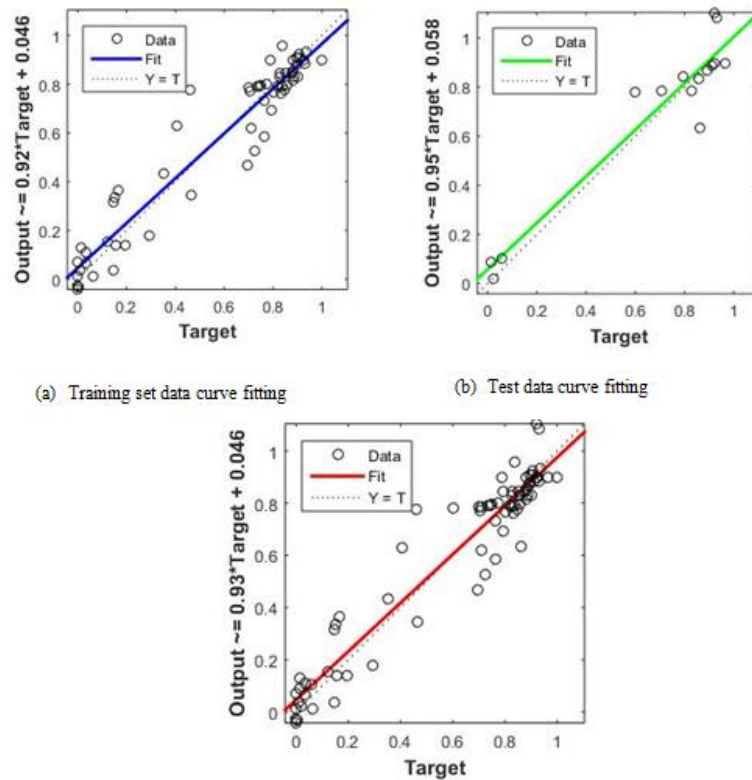 Output ~= 0.92*Target + 0.046
1
0.8
0.6
0.4
0.2
0
Data
Fit
Y = T
0 0.2 0.4 0.6 0.8 1
Target
(a) Training set data curve fitting
Output ~= 0.95*Target + 0.058
1
0.8
0.6
0.4
0.2
0
Data
Fit
Y = T
0 0.2 0.4 0.6 0.8 1
Target
(b) Test data curve fitting
Output ~= 0.93*Target + 0.046
1
0.8
0.6
0.4
0.2
0
Data
Fit
Y = T
0 0.2 0.4 0.6 0.8 1
Target